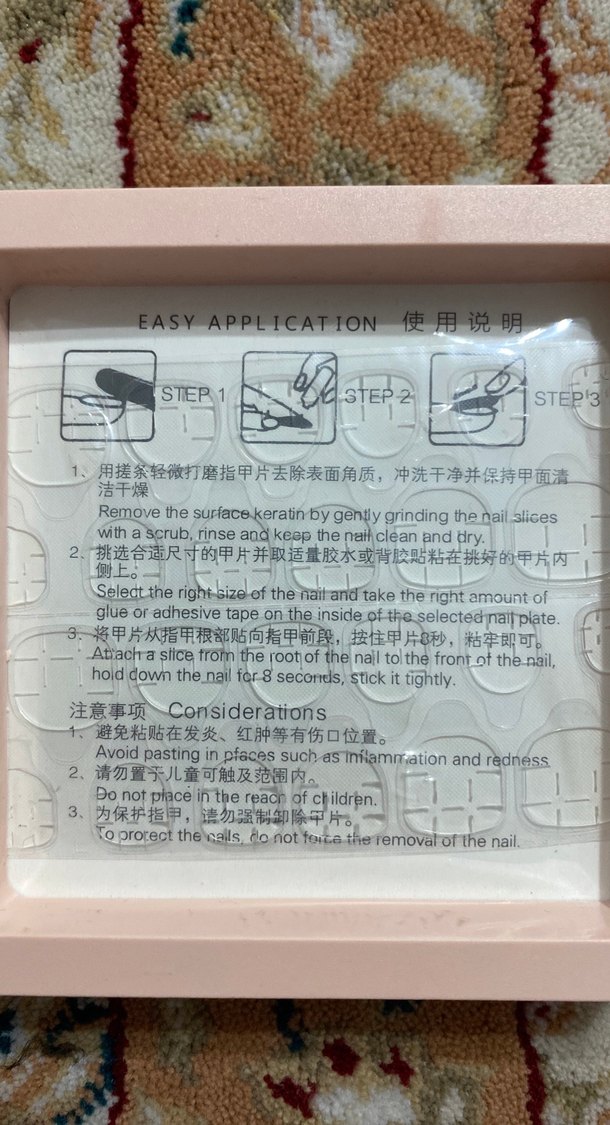 EASY APPLICATION 使用说明
STEP 1 STEP 2 STEP 3
1、用搓条轻微打磨指甲片去除表面角质，冲洗干净并保持甲面清
洁干燥
Remove the surface keratin by gently grinding the nail slices
with a scrub, rinse and keep the nail clean and dry.
2、挑选合适尺寸的甲片并取适量胶水或背胶贴粘在挑好的甲片内
侧上。
Seledt the right size of the nail and take the right amount of
glue or adhesive tape on the inside of the selected nail plate.
3、将甲片从指甲根部贴向指甲前段，按住甲片8秒，粘牢即可。
Attach a slice from the root of the nail to the front of the nail,
hold down the nail for 8 seconds, stick it tightly.
注意事项 Considerations
1、避免粘贴在发炎、红肿等有伤口位置。
Avoid pasting in pfaces such as inflammation and redness
2、请勿置于儿童可触及范围内。
Do not place in the reach of children.
3、为保护指甲，请勿强制卸除甲片。
To protect the nails, do not force the removal of the nail.